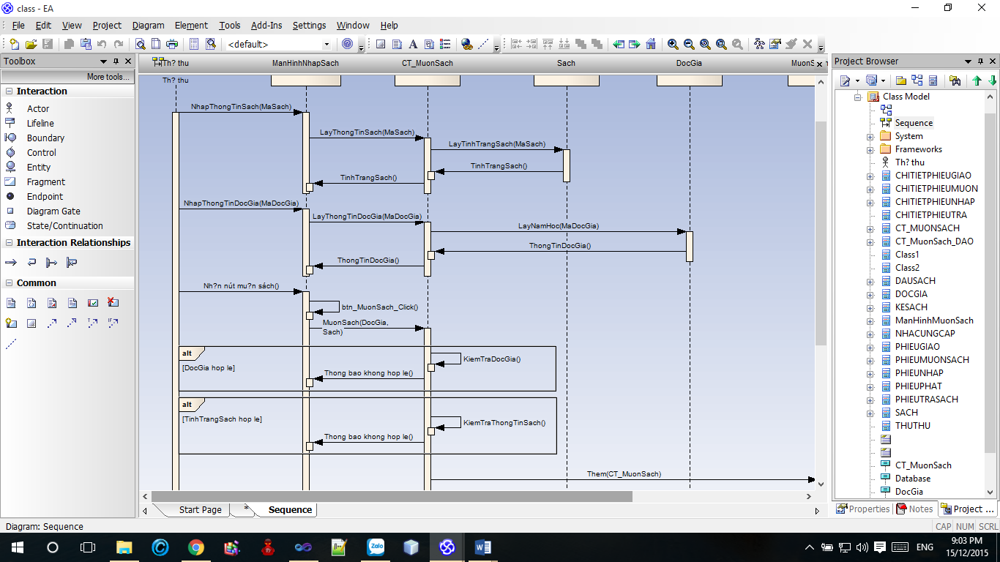 class - EA
File Edit View Project Diagram Element Tools Add-Ins Settings Window Help
<default>
Toolbox
More tools...
Interaction
Actor
Lifeline
Boundary
Control
Entity
Fragment
Endpoint
Diagram Gate
State/Continuation
Interaction Relationships
Common
Th? thu ManHinhNhapSach CT_MuonSach Sach DocGia MuonS
Th? thu
NhapThongTinSach(MaSach)
LayThongTinSach(MaSach)
LayTinhTrangSach(MaSach)
TinhTrangSach()
TinhTrangSach()
NhapThongTinDocGia(MaDocGia)
LayThongTinDocGia(MaDocGia)
LayNamHoc(MaDocGia)
ThongTinDocGia()
ThongTinDocGia()
Nh?n nút mu?n sách()
btn_MuonSach_Click()
MuonSach(DocGia,
Sach)
alt
[DocGia hop le]
KiemTraDocGia()
Thong bao khong hop le()
alt
[TinhTrangSach hop le]
KiemTraThongTinSach()
Thong bao khong hop le()
Them(CT_MuonSach)
Start Page * Sequence
Project Browser
Class Model
Sequence
System
Frameworks
Th? thu
CHITIETPHIEUGIAO
CHITIETPHIEUMUON
CHITIETPHIEUNHAP
CHITIETPHIEUTRA
CT_MUONSACH
CT_MuonSach_DAO
Class1
Class2
DAUSACH
DOCGIA
KESACH
ManHinhMuonSach
NHACUNGCAP
PHIEUGIAO
PHIEUMUONSACH
PHIEUNHAP
PHIEUPHAT
PHIEUTRASACH
SACH
THUTHU
CT_MuonSach
Database
DocGia
Properties Notes Project ...
Diagram: Sequence
CAP NUM SCRL
Zalo
ENG
9:03 PM
15/12/2015